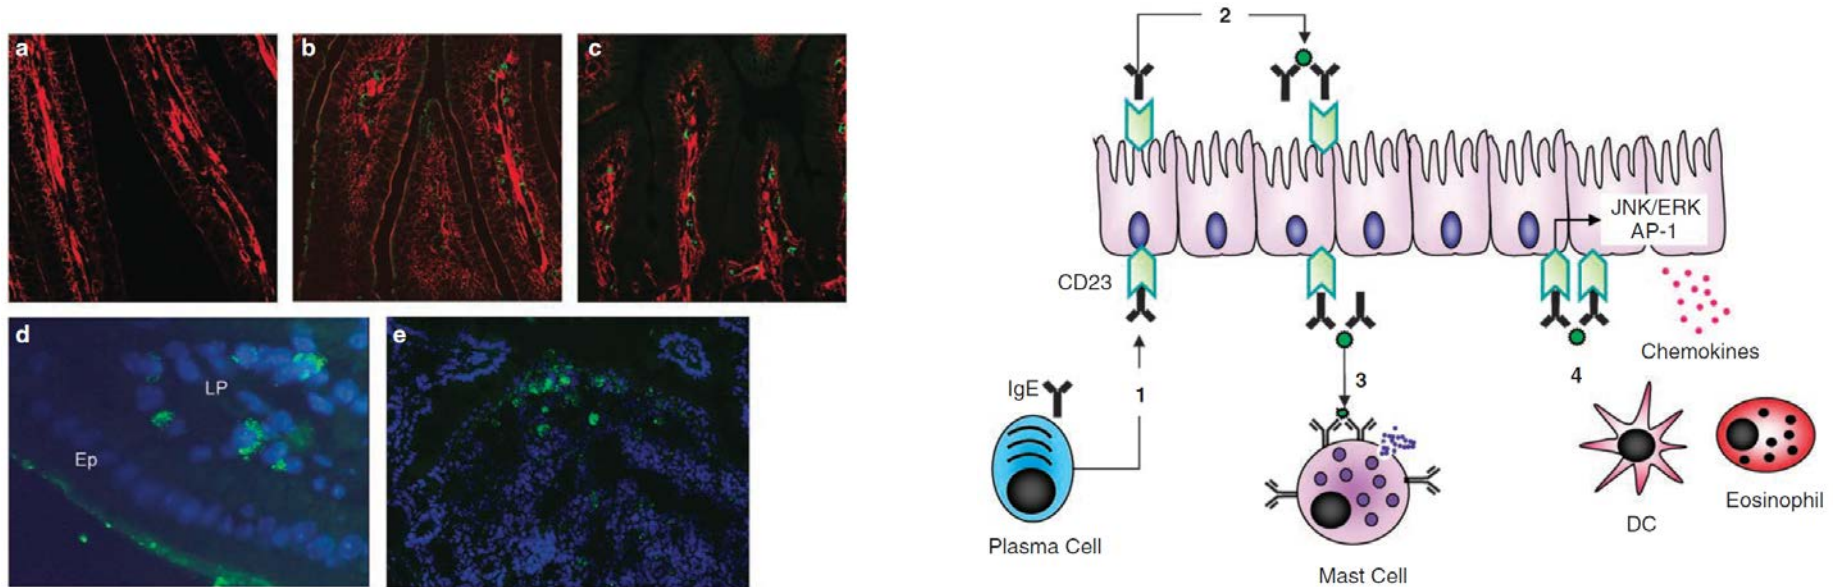 a
b
c
d
LP
Ep
e
2
JNK/ERK
AP-1
CD23
Chemokines
IgE
1
3
4
Plasma Cell
Mast Cell
DC
Eosinophil